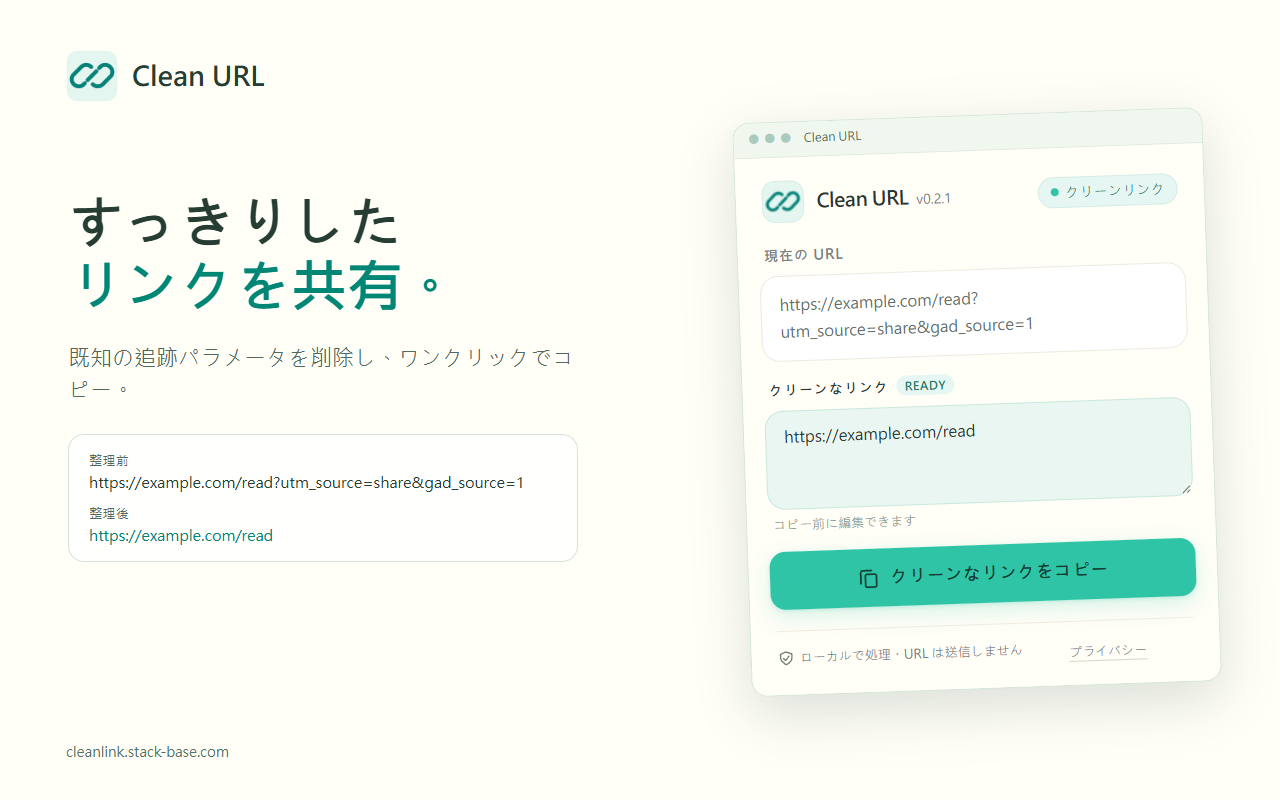 Clean URL
すっきりした
リンクを共有。
既知の追跡パラメータを削除し、ワンクリックでコ
ピー。
整理前
https://example.com/read?utm_source=share&gad_source=1
整理後
https://example.com/read
cleanlink.stack-base.com
Clean URL
Clean URL v0.2.1
クリーンリンク
現在の URL
https://example.com/read?
utm_source=share&gad_source=1
クリーンなリンク READY
https://example.com/read
コピー前に編集できます
クリーンなリンクをコピー
ローカルで処理・URL は送信しません
プライバシー